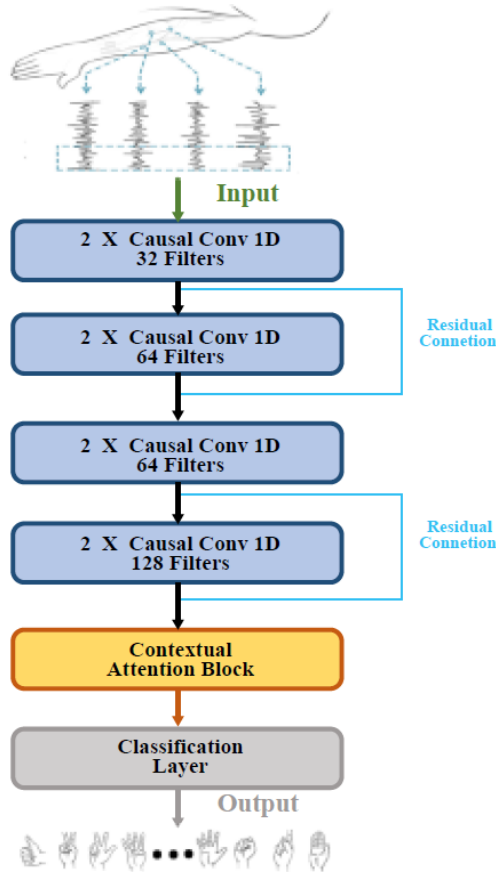 Input
2 X Causal Conv 1D
32 Filters
Residual
Connetion
2 X Causal Conv 1D
64 Filters
2 X Causal Conv 1D
64 Filters
Residual
Connetion
2 X Causal Conv 1D
128 Filters
Contextual
Attention Block
Classification
Layer
Output